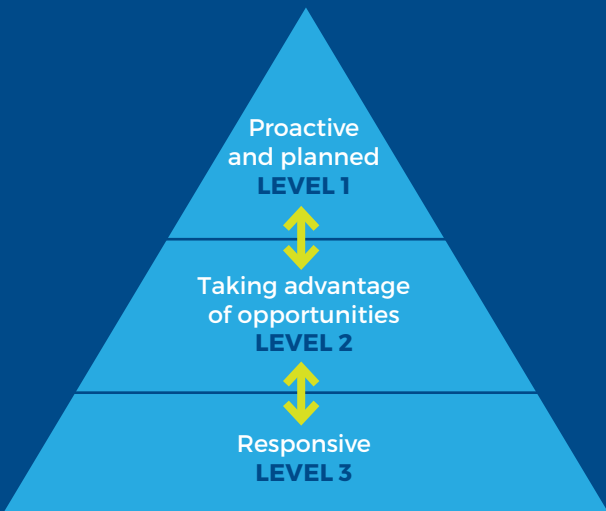 Proactive
and planned
LEVEL 1
Taking advantage
of opportunities
LEVEL 2
Responsive
LEVEL 3